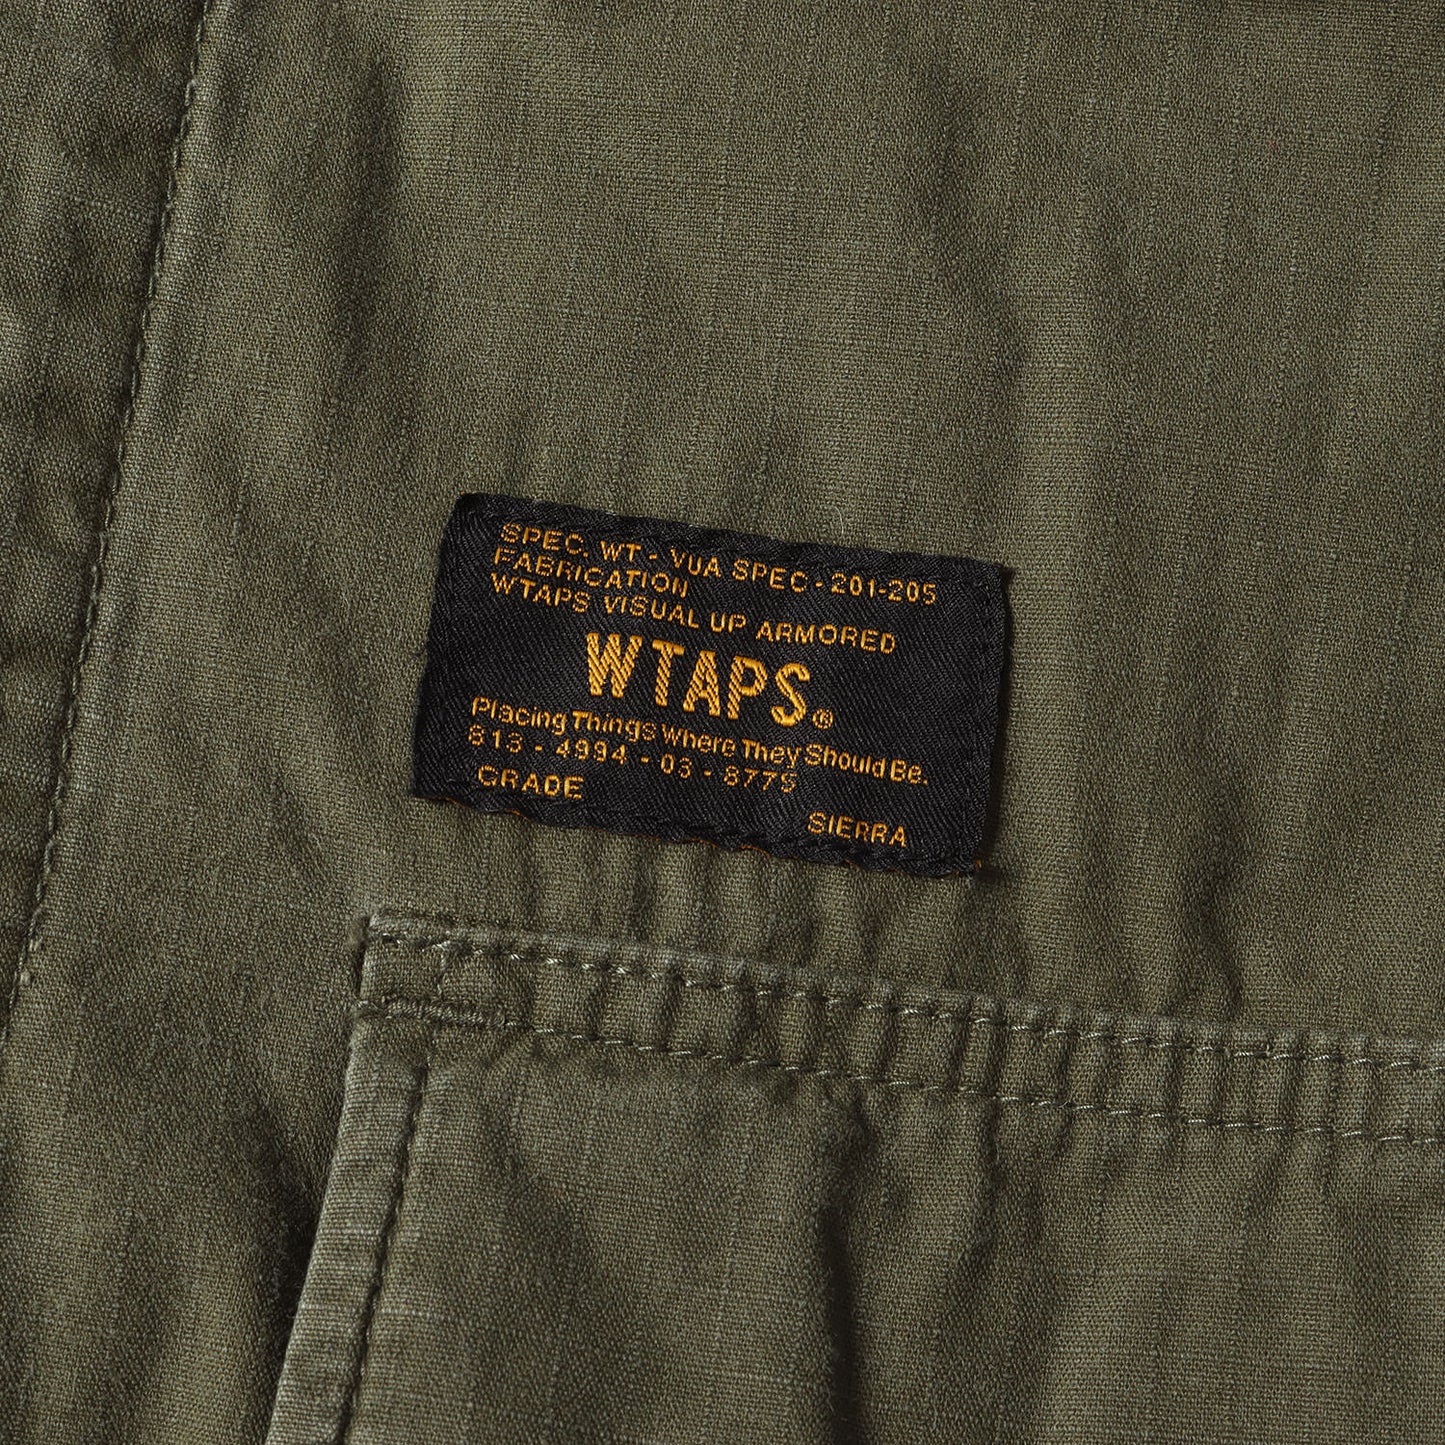 SPEC. WT - VUA SPEC - 201-205
FABRICATION
WTAPS VISUAL UP ARMORED
WTAPS®
Placing Things Where They Should Be.
813 - 4994 - 03 - 8779
GRADE
SIERRA